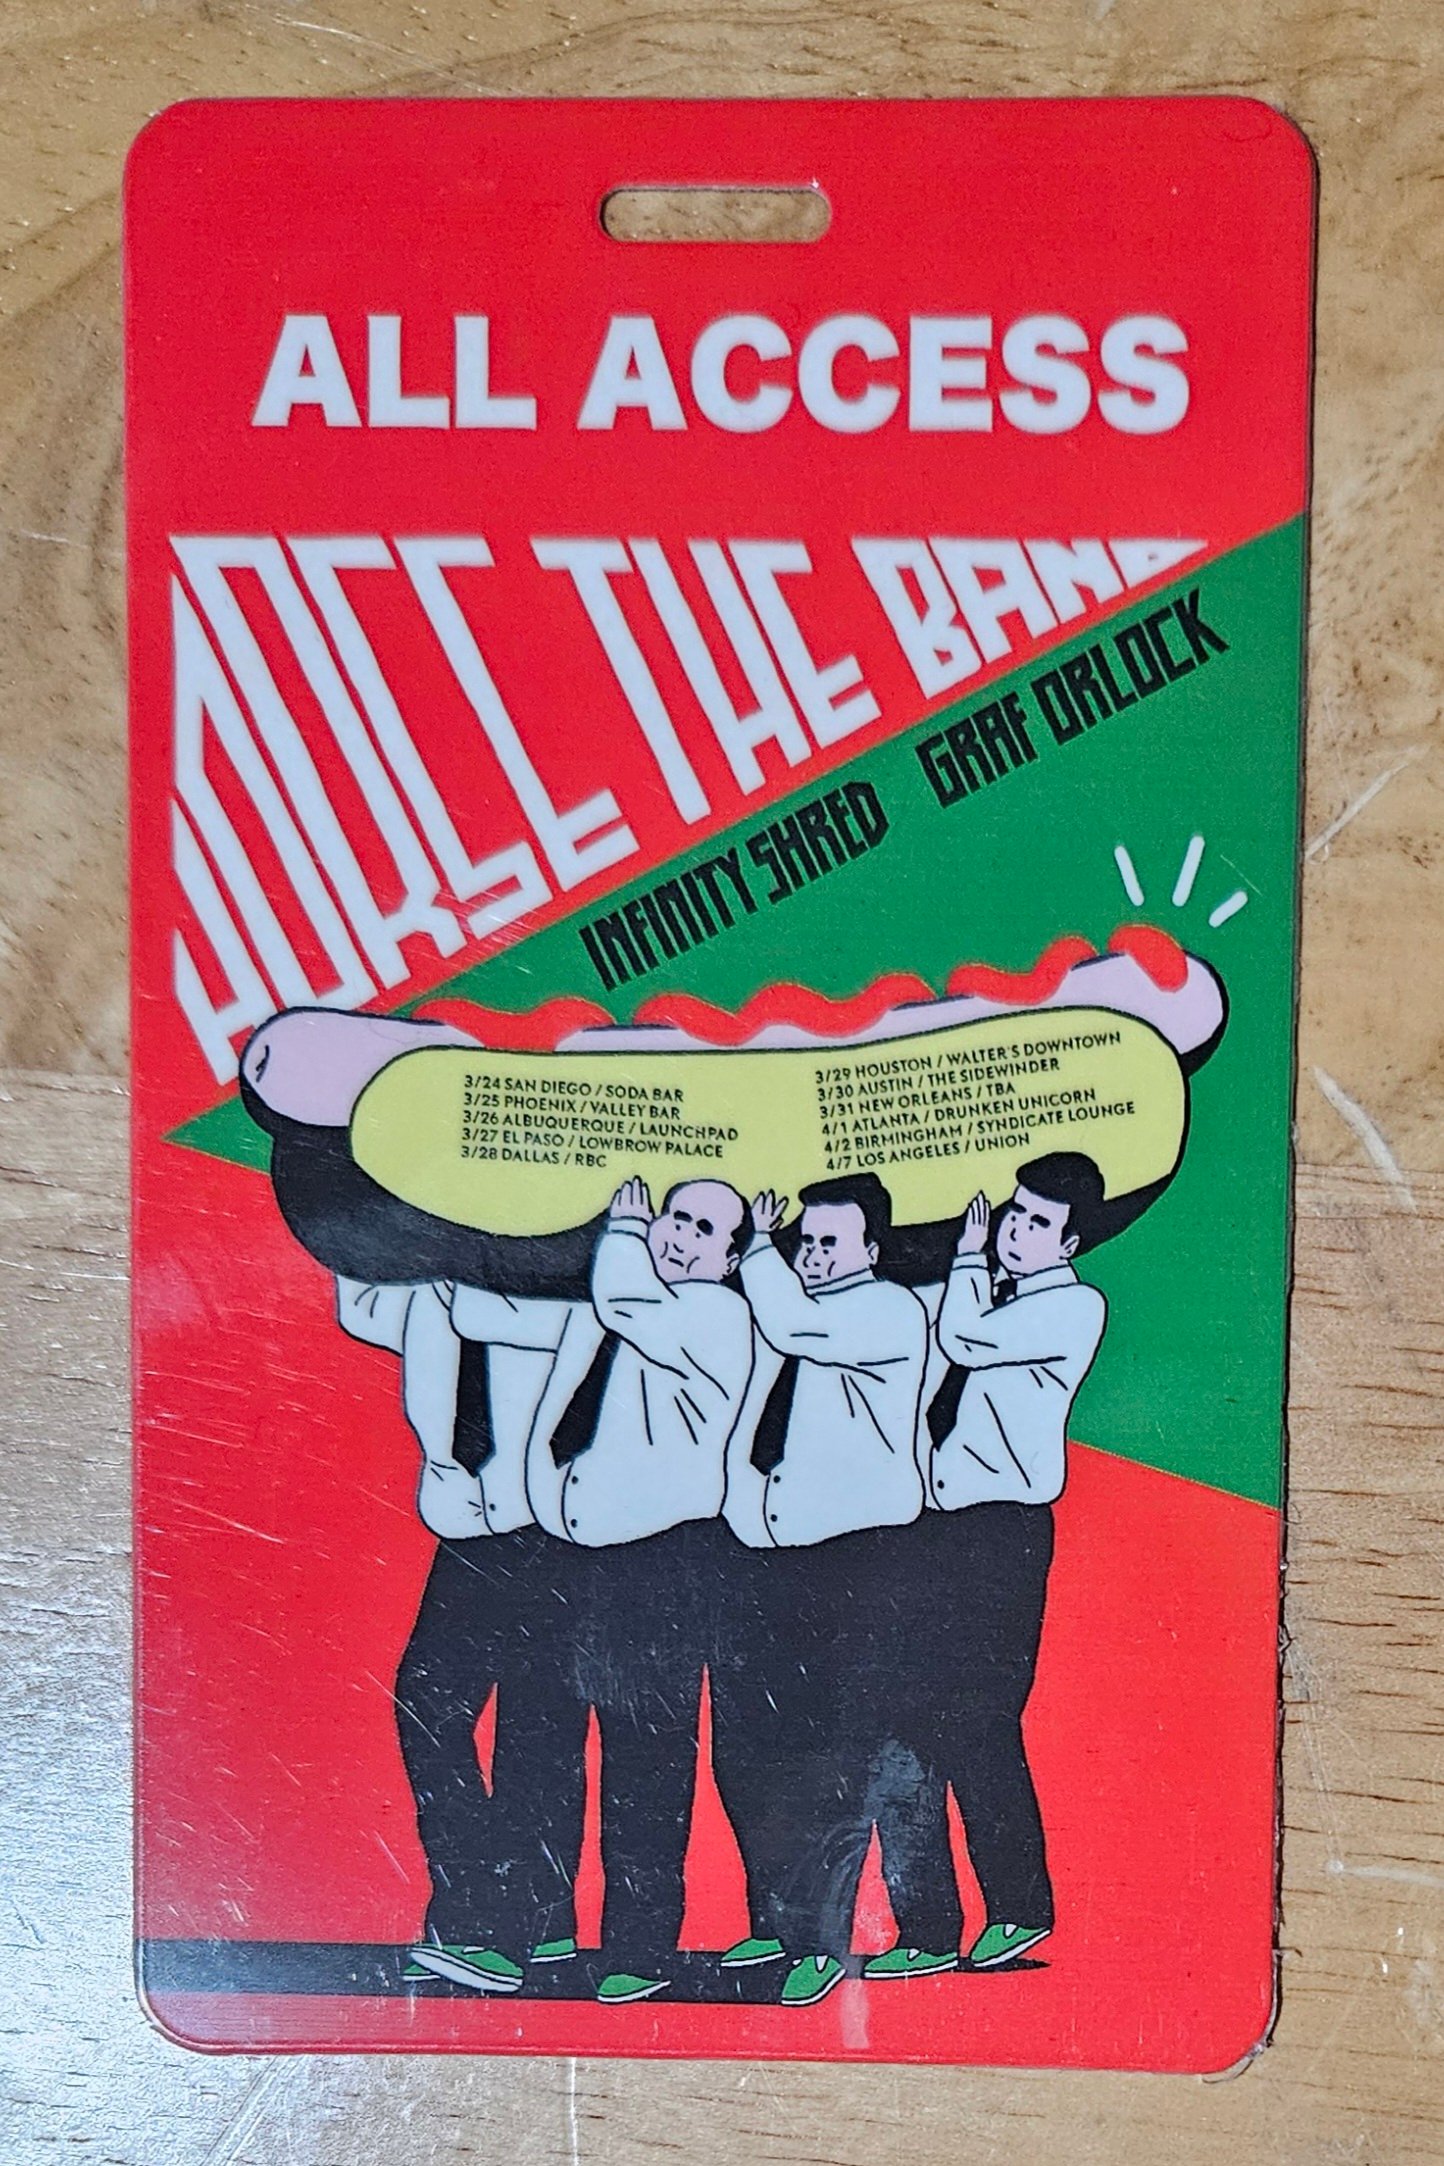 ALL ACCESS
HORSE THE BAND
INFINITY SHRED GRAF ORLOCK
3/24 SAN DIEGO / SODA BAR
3/25 PHOENIX / VALLEY BAR
3/26 ALBUQUERQUE / LAUNCHPAD
3/27 EL PASO / LOWBROW PALACE
3/28 DALLAS / RBC
3/29 HOUSTON / WALTER'S DOWNTOWN
3/30 AUSTIN / THE SIDEWINDER
3/31 NEW ORLEANS / TBA
4/1 ATLANTA / DRUNKEN UNICORN
4/2 BIRMINGHAM / SYNDICATE LOUNGE
4/7 LOS ANGELES / UNION